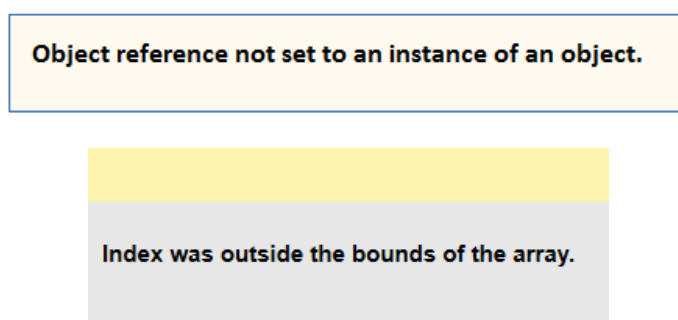 Object reference not set to an instance of an object.
Index was outside the bounds of the array.